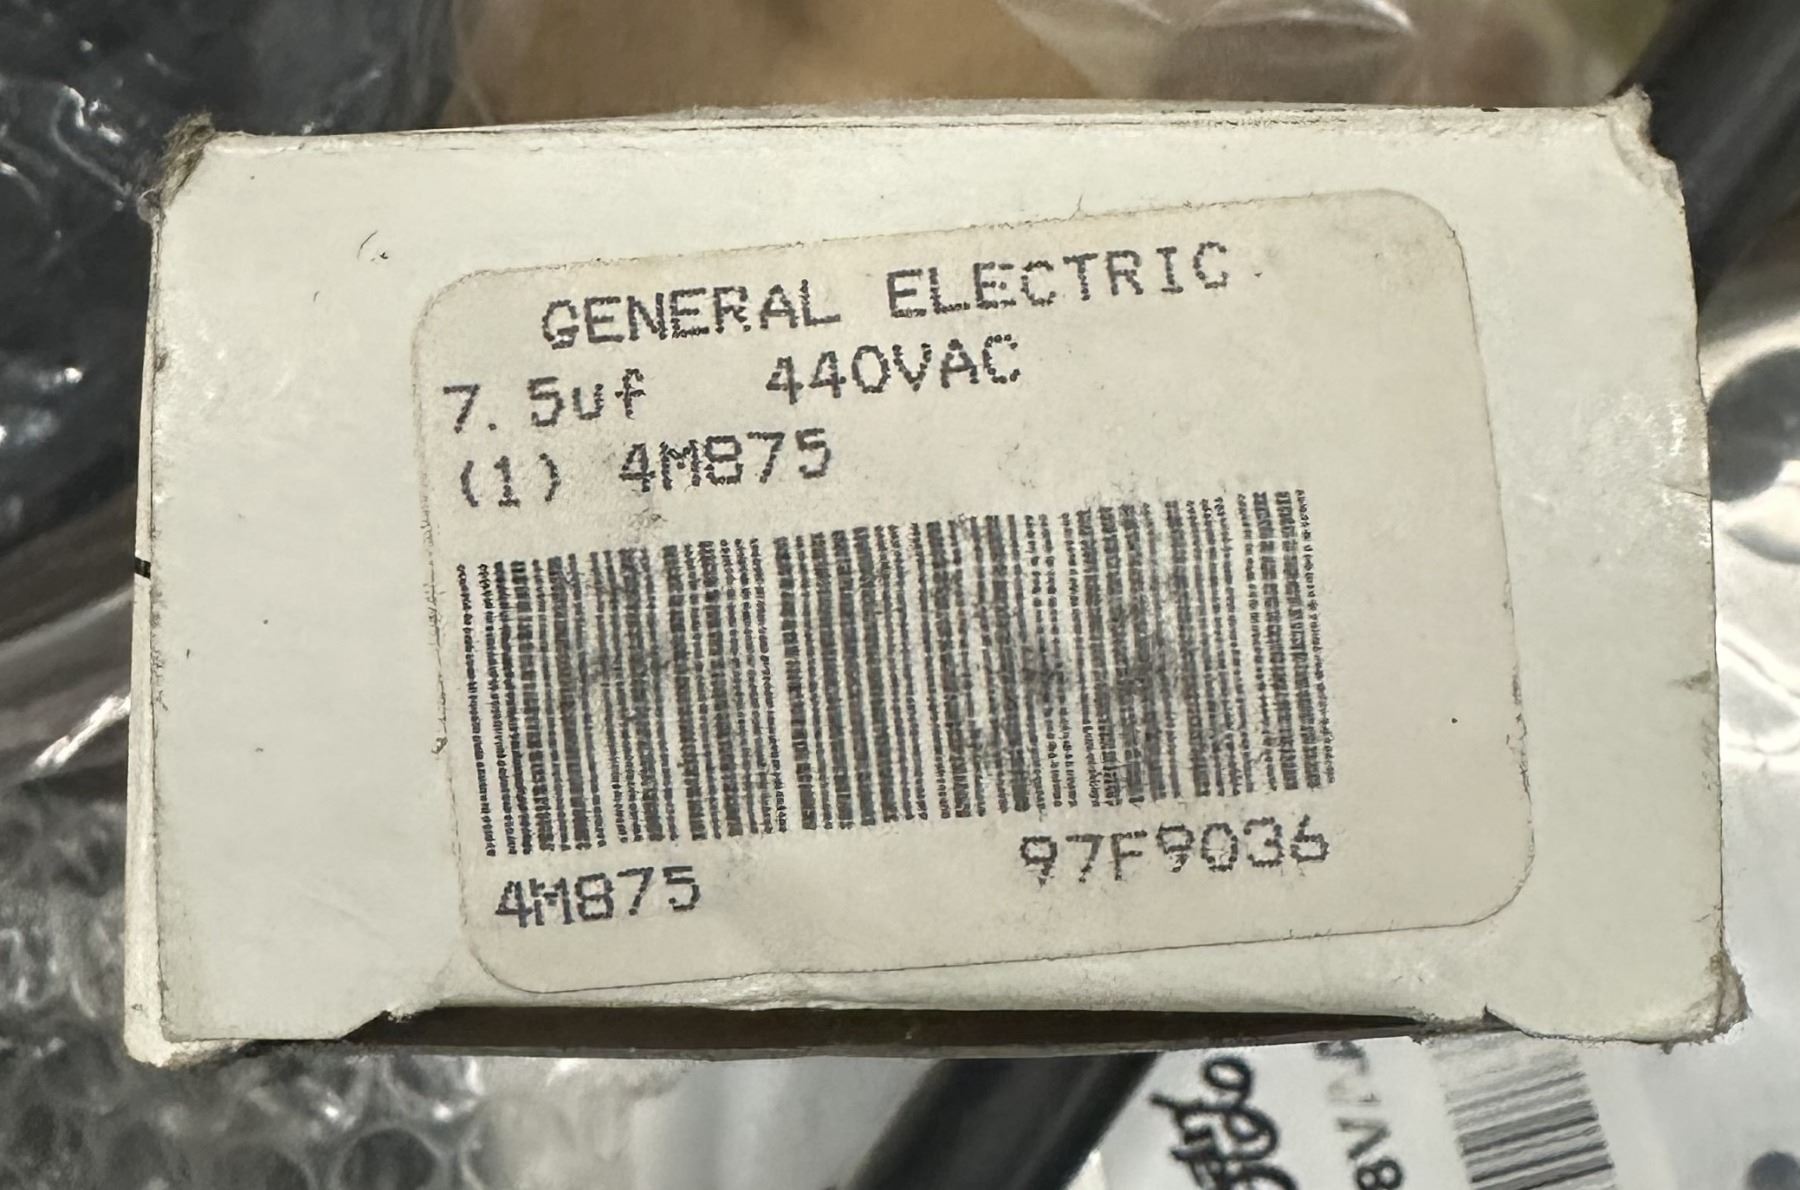 GENERAL ELECTRIC
7.5uf 440VAC
(1) 4M875
4M875 97F9036